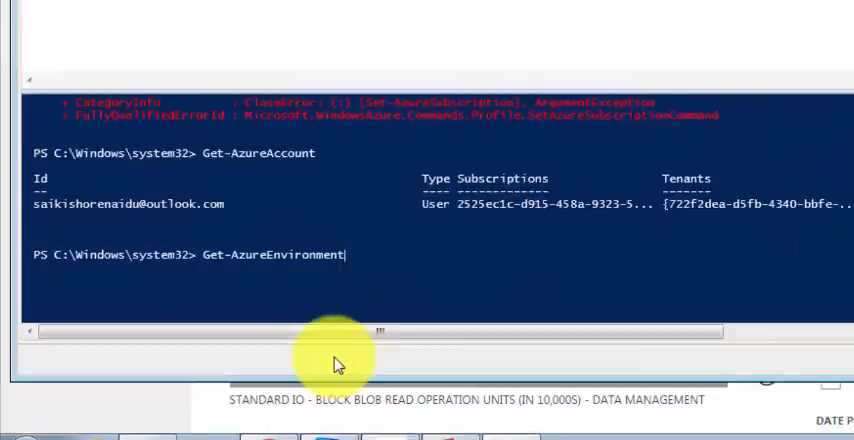 + CategoryInfo : CloseError: (:) [Set-AzureSubscription], ArgumentException
+ FullyQualifiedErrorId : Microsoft.WindowsAzure.Commands.Profile.SetAzureSubscriptionCommand
PS C:\Windows\system32> Get-AzureAccount
Id Type Subscriptions Tenants
-- ---- ------------- -------
saikishorenaidu@outlook.com User 2525ec1c-d915-458a-9323-5... {722f2dea-d5fb-4340-bbfe-...
PS C:\Windows\system32> Get-AzureEnvironment
STANDARD IO - BLOCK BLOB READ OPERATION UNITS (IN 10,000S) - DATA MANAGEMENT
DATE P